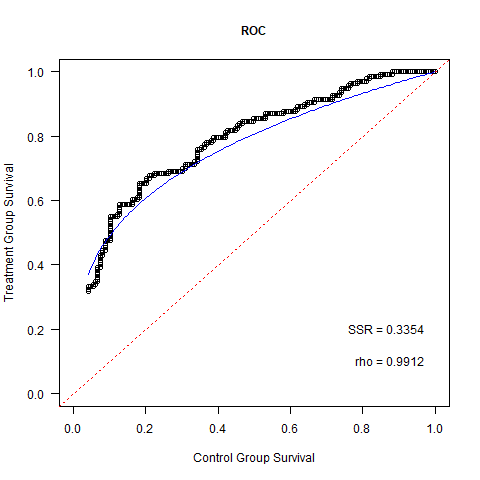 ROC
Treatment Group Survival
1.0
0.8
0.6
0.4
0.2
0.0
SSR = 0.3354
rho = 0.9912
0.0 0.2 0.4 0.6 0.8 1.0
Control Group Survival